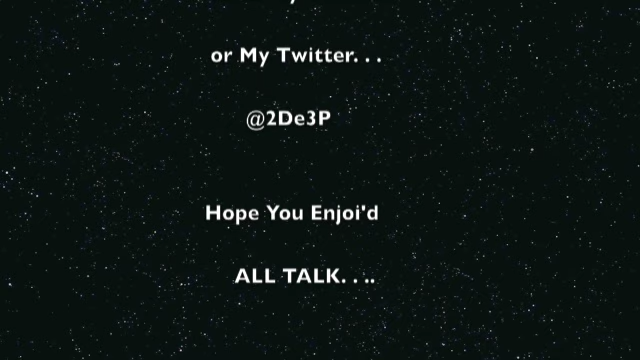 or My Twitter. . .
@2De3P
Hope You Enjoi'd
ALL TALK. . ..